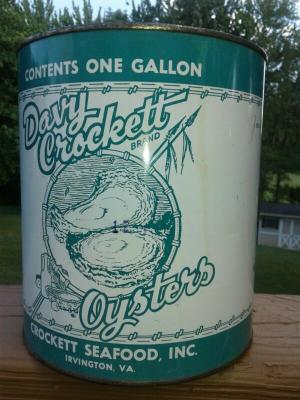 CONTENTS ONE GALLON
Davy
Crockett
BRAND
Oysters
CROCKETT SEAFOOD, INC.
IRVINGTON, VA.